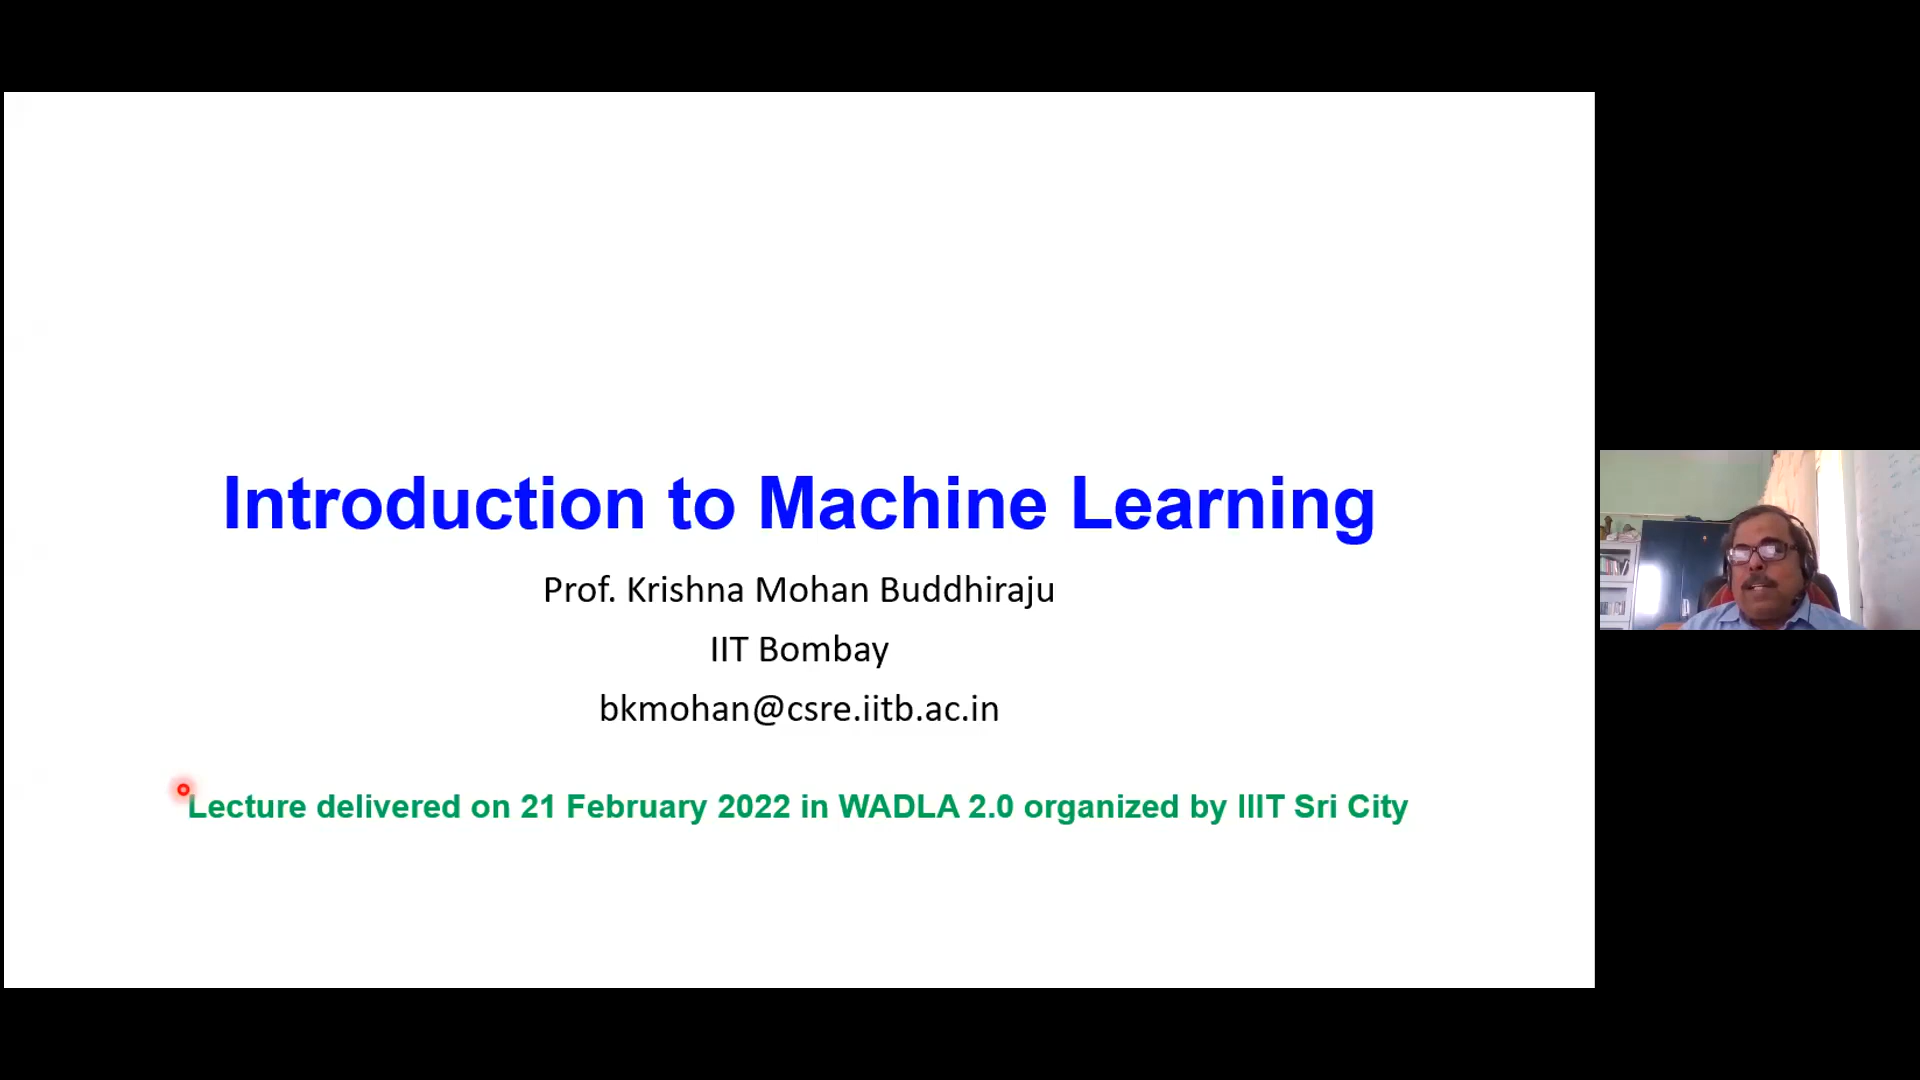 Introduction to Machine Learning
Prof. Krishna Mohan Buddhiraju
IIT Bombay
bkmohan@csre.iitb.ac.in
Lecture delivered on 21 February 2022 in WADLA 2.0 organized by IIIT Sri City